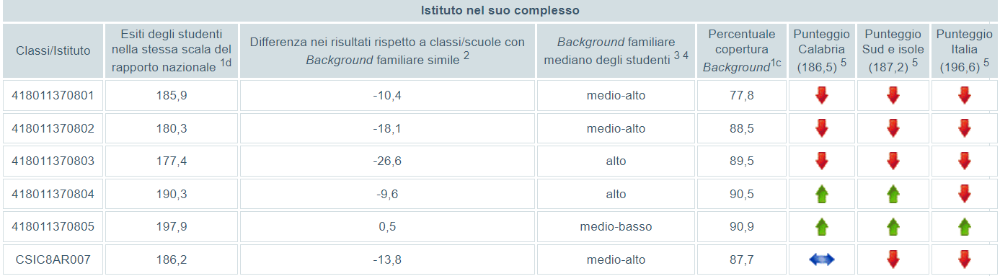 Istituto nel suo complesso
Classi/Istituto
Esiti degli studenti
nella stessa scala del
rapporto nazionale 1d
Differenza nei risultati rispetto a classi/scuole con
Background familiare simile 2
Background familiare
mediano degli studenti 3 4
Percentuale
copertura
Background1c
Punteggio
Calabria
(186,5) 5
Punteggio
Sud e isole
(187,2) 5
Punteggio
Italia
(196,6) 5
418011370801 185,9 -10,4 medio-alto 77,8
418011370802 180,3 -18,1 medio-alto 88,5
418011370803 177,4 -26,6 alto 89,5
418011370804 190,3 -9,6 alto 90,5
418011370805 197,9 0,5 medio-basso 90,9
CSIC8AR007 186,2 -13,8 medio-alto 87,7